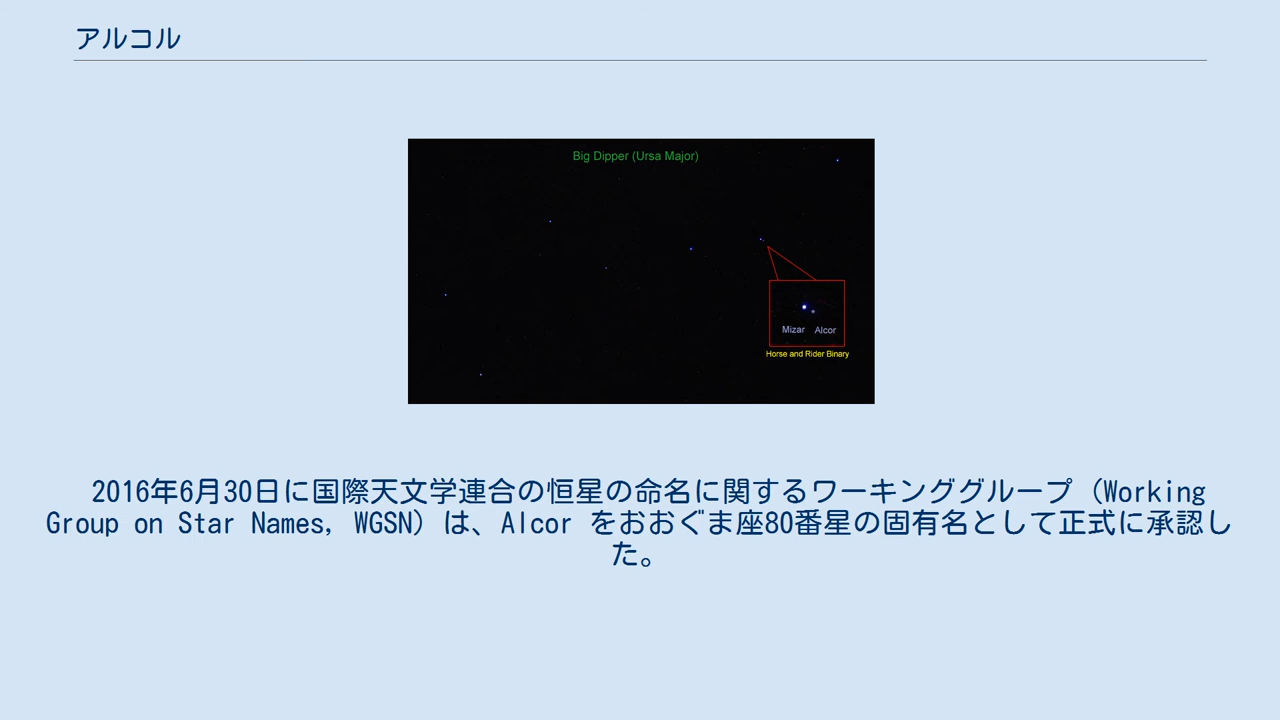 アルコル
Big Dipper (Ursa Major)
Mizar Alcor
Horse and Rider Binary
2016年6月30日に国際天文学連合の恒星の命名に関するワーキンググループ (Working
Group on Star Names, WGSN) は、Alcor をおおぐま座80番星の固有名として正式に承認し
た。